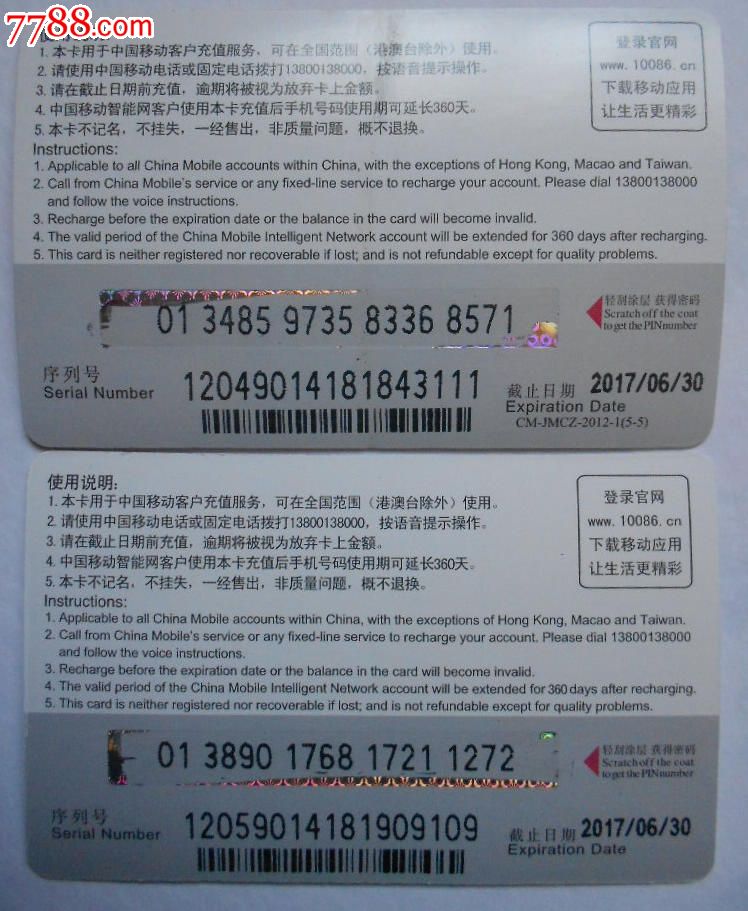 7788.com
1. 本卡用于中国移动客户充值服务，可在全国范围（港澳台除外）使用。
2. 请使用中国移动电话或固定电话拨打13800138000，按语音提示操作。
3. 请在截止日期前充值，逾期将被视为放弃卡上金额。
4. 中国移动智能网客户使用本卡充值后手机号码使用期可延长360天。
5. 本卡不记名，不挂失，一经售出，非质量问题，概不退换。
登录官网
www.10086.cn
下载移动应用
让生活更精彩
Instructions:
1. Applicable to all China Mobile accounts within China, with the exceptions of Hong Kong, Macao and Taiwan.
2. Call from China Mobile's service or any fixed-line service to recharge your account. Please dial 13800138000
and follow the voice instructions.
3. Recharge before the expiration date or the balance in the card will become invalid.
4. The valid period of the China Mobile Intelligent Network account will be extended for 360 days after recharging.
5. This card is neither registered nor recoverable if lost; and is not refundable except for quality problems.
01 3485 9735 8336 8571
轻刮涂层 获得密码
Scratch off the coat
to get the PIN number
序列号
Serial Number
12049014181843111
截止日期 2017/06/30
Expiration Date
CM-JMCZ-2012-1(5-5)
使用说明:
1. 本卡用于中国移动客户充值服务，可在全国范围（港澳台除外）使用。
2. 请使用中国移动电话或固定电话拨打13800138000，按语音提示操作。
3. 请在截止日期前充值，逾期将被视为放弃卡上金额。
4. 中国移动智能网客户使用本卡充值后手机号码使用期可延长360天。
5. 本卡不记名，不挂失，一经售出，非质量问题，概不退换。
登录官网
www.10086.cn
下载移动应用
让生活更精彩
Instructions:
1. Applicable to all China Mobile accounts within China, with the exceptions of Hong Kong, Macao and Taiwan.
2. Call from China Mobile's service or any fixed-line service to recharge your account. Please dial 13800138000
and follow the voice instructions.
3. Recharge before the expiration date or the balance in the card will become invalid.
4. The valid period of the China Mobile Intelligent Network account will be extended for 360 days after recharging.
5. This card is neither registered nor recoverable if lost; and is not refundable except for quality problems.
01 3890 1768 1721 1272
轻刮涂层 获得密码
Scratch off the coat
to get the PIN number
序列号
Serial Number
12059014181909109
截止日期 2017/06/30
Expiration Date